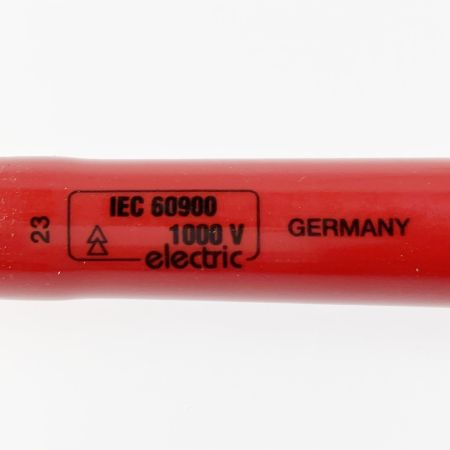 23
IEC 60900
1000 V
electric
GERMANY